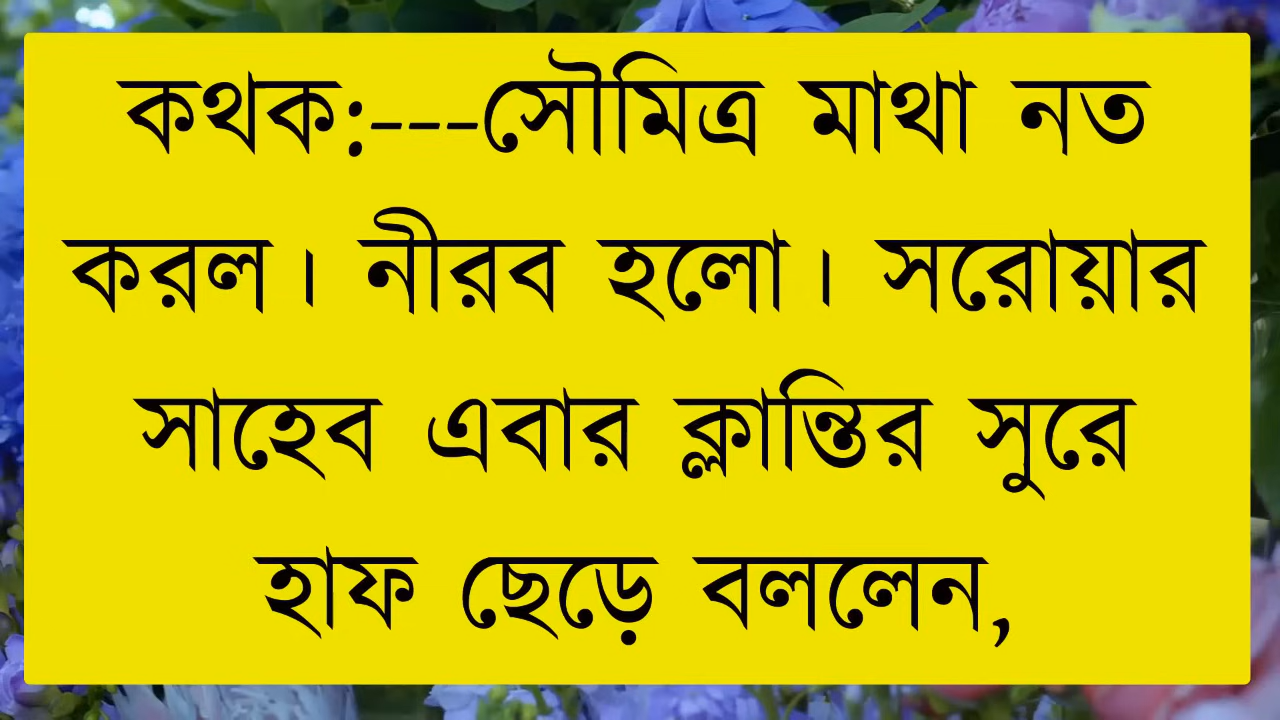 কথক:---সৌমিত্র মাথা নত
করল। নীরব হলো। সরোয়ার
সাহেব এবার ক্লান্তির সুরে
হাফ ছেড়ে বললেন,